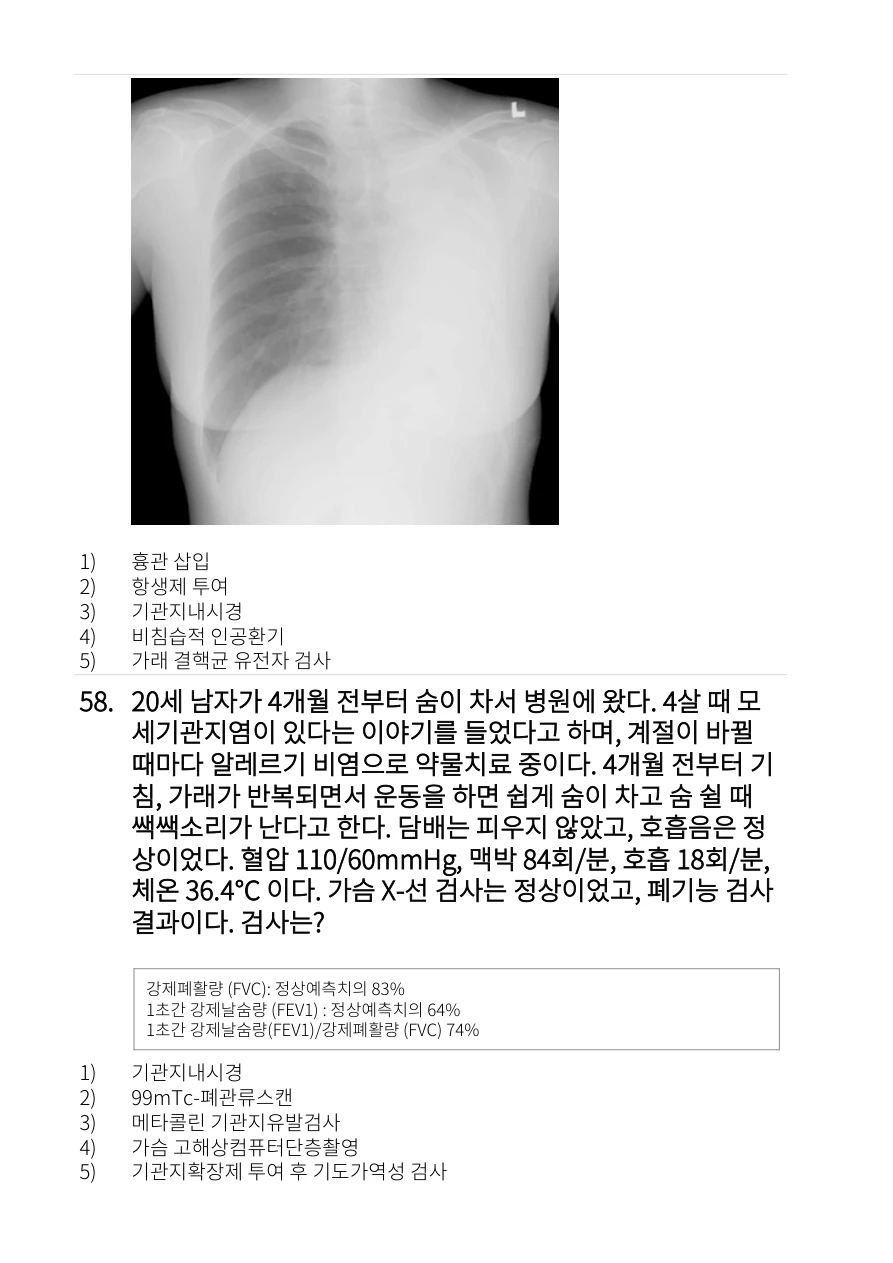 L
1) 흉관 삽입
2) 항생제 투여
3) 기관지내시경
4) 비침습적 인공환기
5) 가래 결핵균 유전자 검사
58. 20세 남자가 4개월 전부터 숨이 차서 병원에 왔다. 4살 때 모
세기관지염이 있다는 이야기를 들었다고 하며, 계절이 바뀔
때마다 알레르기 비염으로 약물치료 중이다. 4개월 전부터 기
침, 가래가 반복되면서 운동을 하면 쉽게 숨이 차고 숨 쉴 때
쌕쌕소리가 난다고 한다. 담배는 피우지 않았고, 호흡음은 정
상이었다. 혈압 110/60mmHg, 맥박 84회/분, 호흡 18회/분,
체온 36.4°C 이다. 가슴 X-선 검사는 정상이었고, 폐기능 검사
결과이다. 검사는?
강제폐활량 (FVC): 정상예측치의 83%
1초간 강제날숨량 (FEV1) : 정상예측치의 64%
1초간 강제날숨량(FEV1)/강제폐활량 (FVC) 74%
1) 기관지내시경
2) 99mTc-폐관류스캔
3) 메타콜린 기관지유발검사
4) 가슴 고해상컴퓨터단층촬영
5) 기관지확장제 투여 후 기도가역성 검사